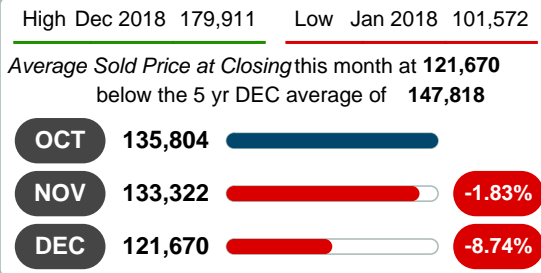 High Dec 2018 179,911 Low Jan 2018 101,572
Average Sold Price at Closing this month at 121,670
below the 5 yr DEC average of 147,818
OCT 135,804
NOV 133,322 -1.83%
DEC 121,670 -8.74%